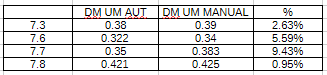 DM UM AUT DM UM MANUAL %
7.3 0.38 0.39 2.63%
7.6 0.322 0.34 5.59%
7.7 0.35 0.383 9.43%
7.8 0.421 0.425 0.95%